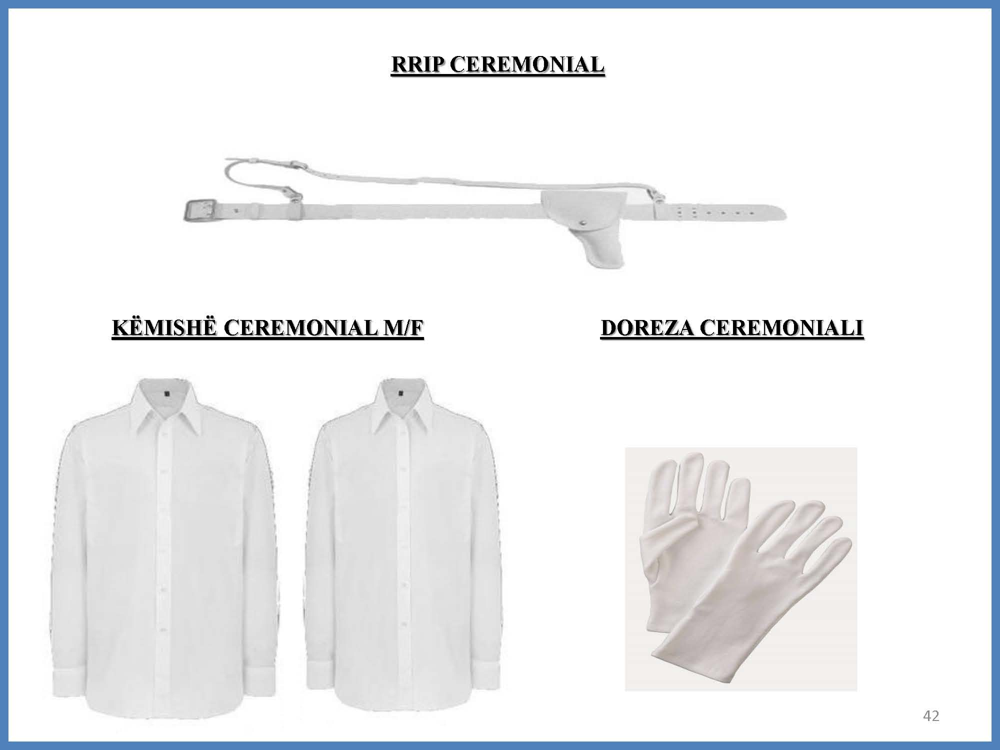 RRIP CEREMONIAL
KËMISHË CEREMONIAL M/F
DOREZA CEREMONIALI
42